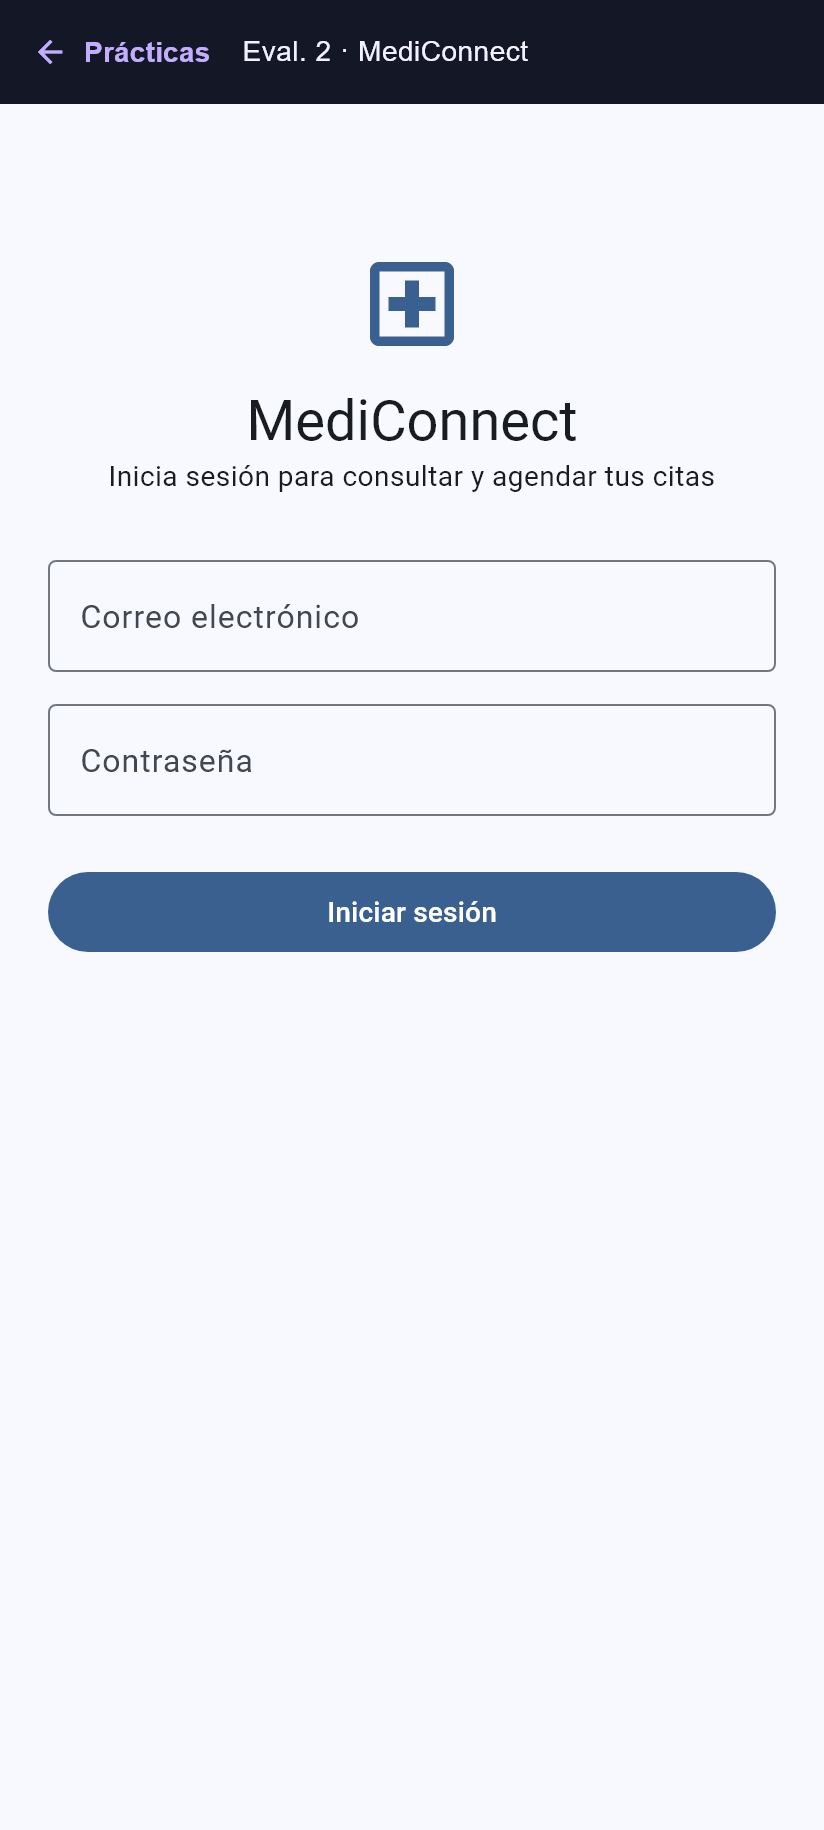 Prácticas Eval. 2 · MediConnect
MediConnect
Inicia sesión para consultar y agendar tus citas
Correo electrónico
Contraseña
Iniciar sesión